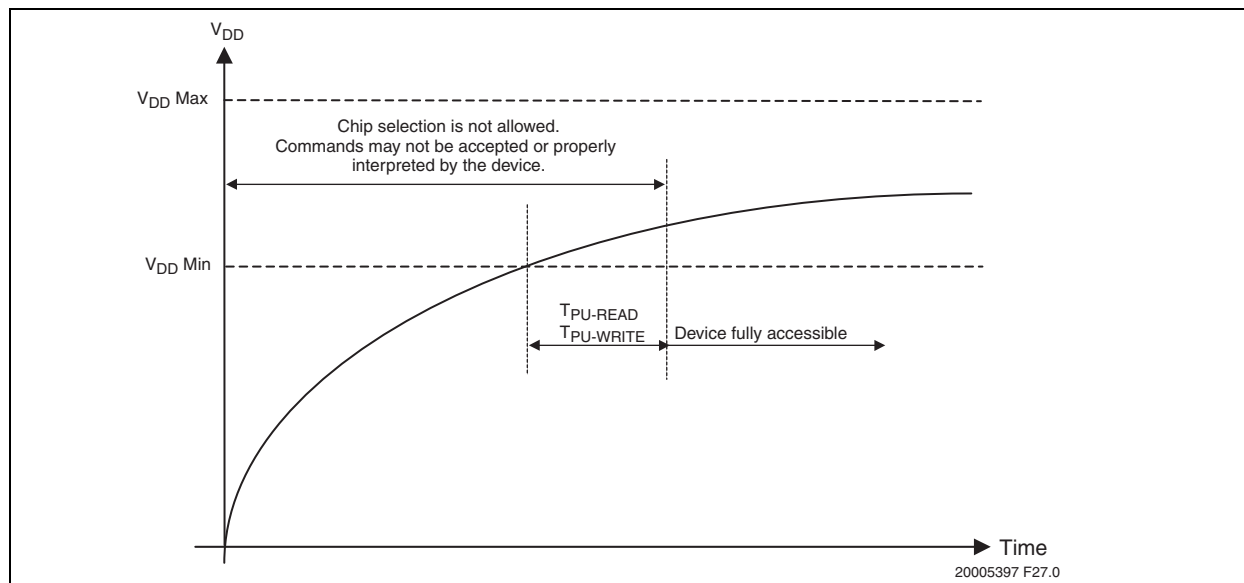 VDD
VDD Max
Chip selection is not allowed.
Commands may not be accepted or properly
interpreted by the device.
VDD Min
TPU-READ
TPU-WRITE
Device fully accessible
Time
20005397 F27.0